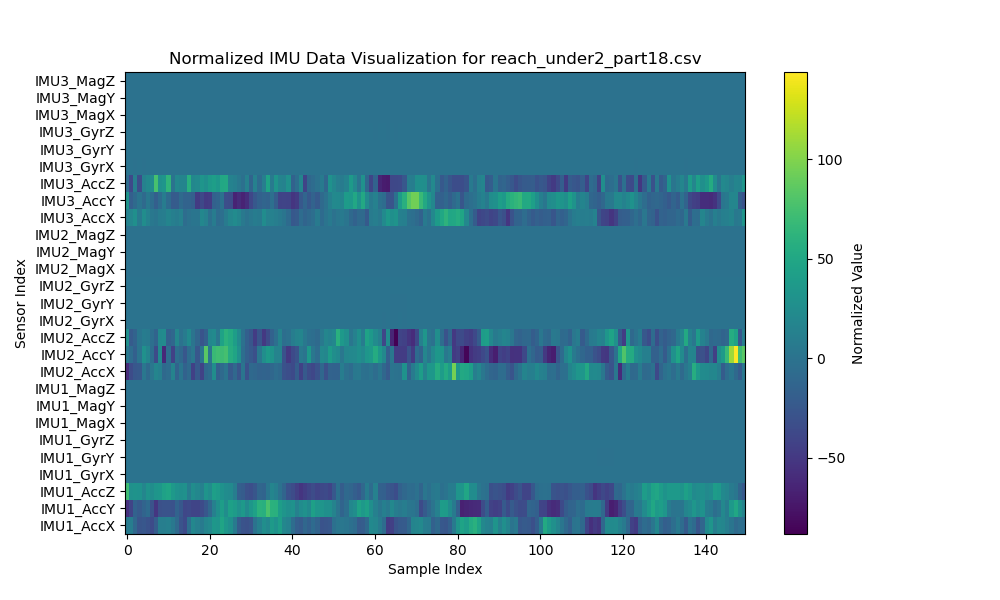 Normalized IMU Data Visualization for reach_under2_part18.csv
IMU3_MagZ
IMU3_MagY
IMU3_MagX
IMU3_GyrZ
IMU3_GyrY
IMU3_GyrX
IMU3_AccZ
IMU3_AccY
IMU3_AccX
IMU2_MagZ
IMU2_MagY
IMU2_MagX
IMU2_GyrZ
IMU2_GyrY
IMU2_GyrX
IMU2_AccZ
IMU2_AccY
IMU2_AccX
IMU1_MagZ
IMU1_MagY
IMU1_MagX
IMU1_GyrZ
IMU1_GyrY
IMU1_GyrX
IMU1_AccZ
IMU1_AccY
IMU1_AccX
Sensor Index
0 20 40 60 80 100 120 140
Sample Index
100
50
0
−50
Normalized Value